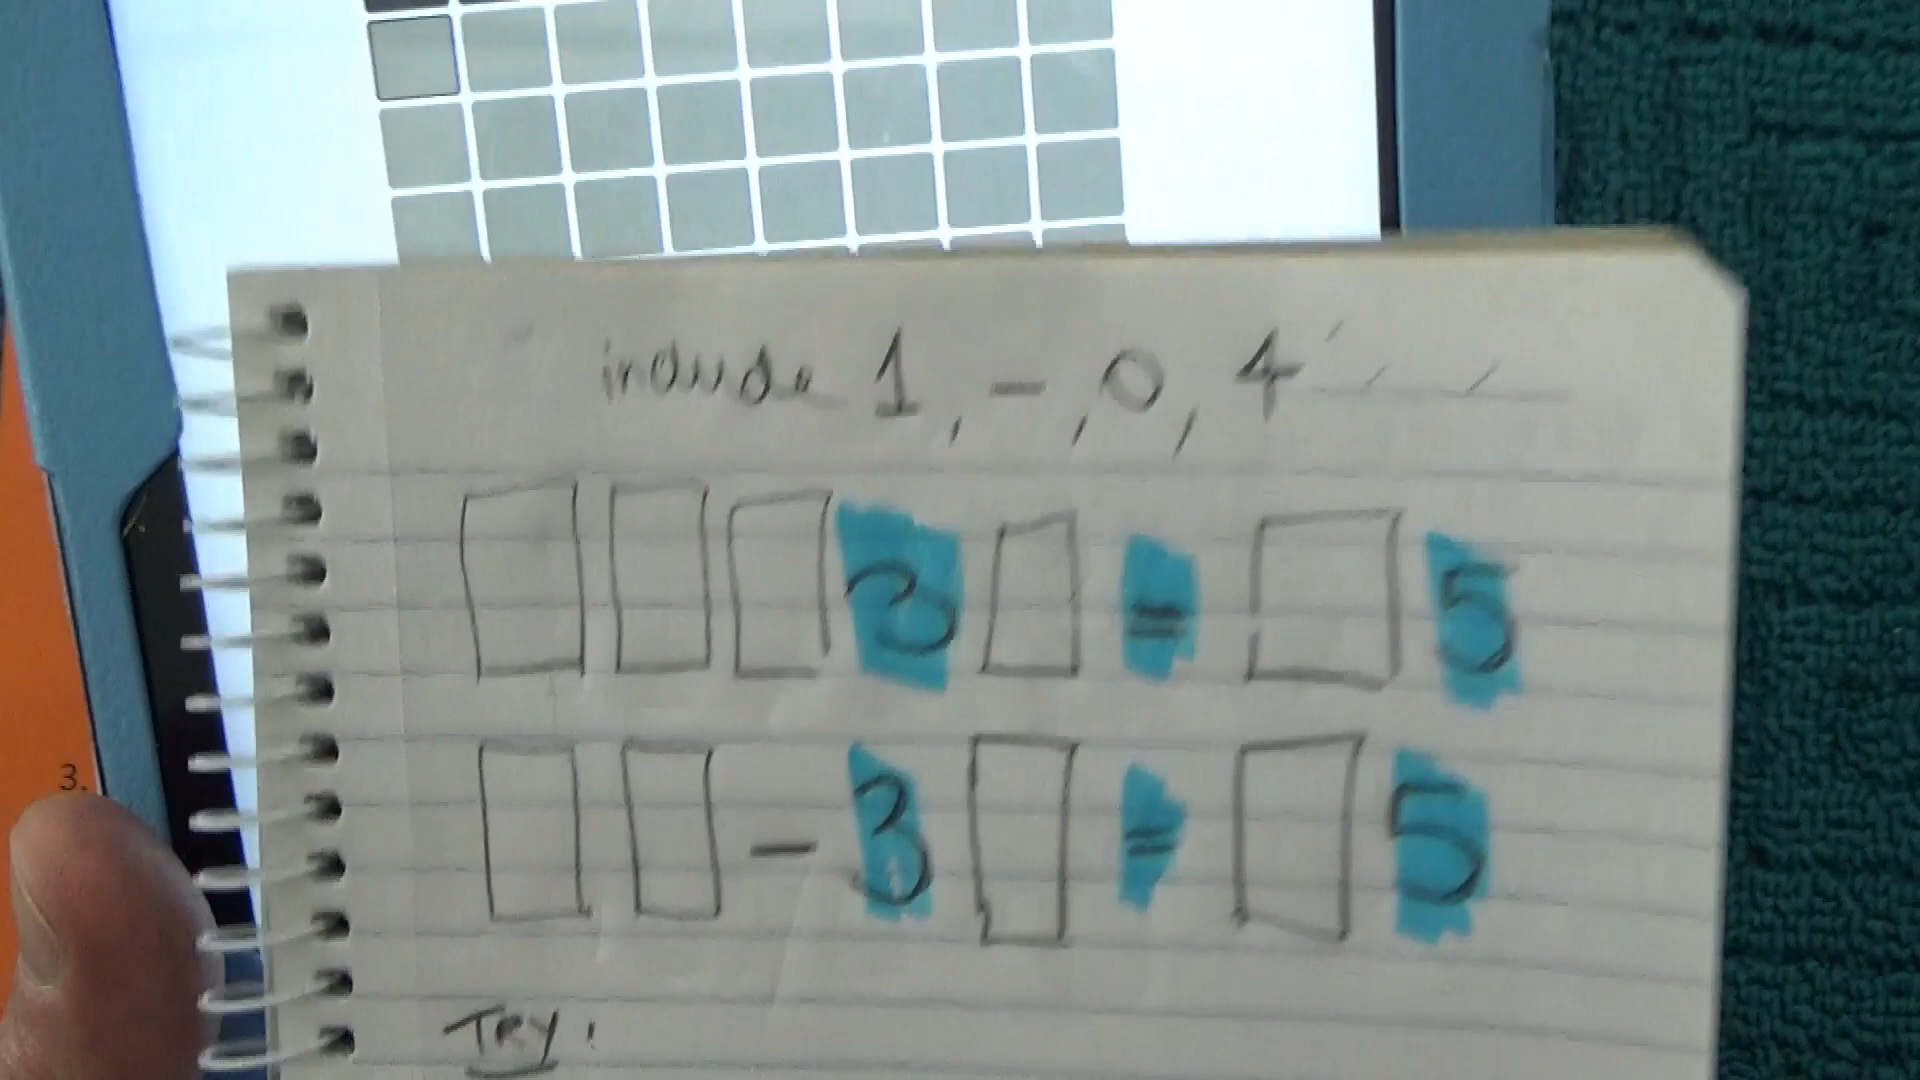 include 1, -, 0, 4
3 = 5
- 3 = 5
TRY:
3.